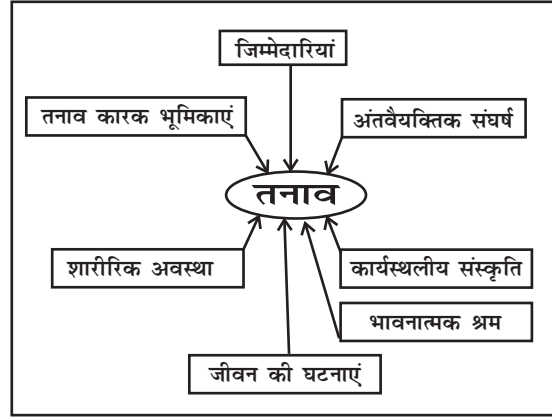 जिम्मेदारियां
तनाव कारक भूमिकाएं
अंतवैयक्तिक संघर्ष
तनाव
शारीरिक अवस्था
कार्यस्थलीय संस्कृति
भावनात्मक श्रम
जीवन की घटनाएं